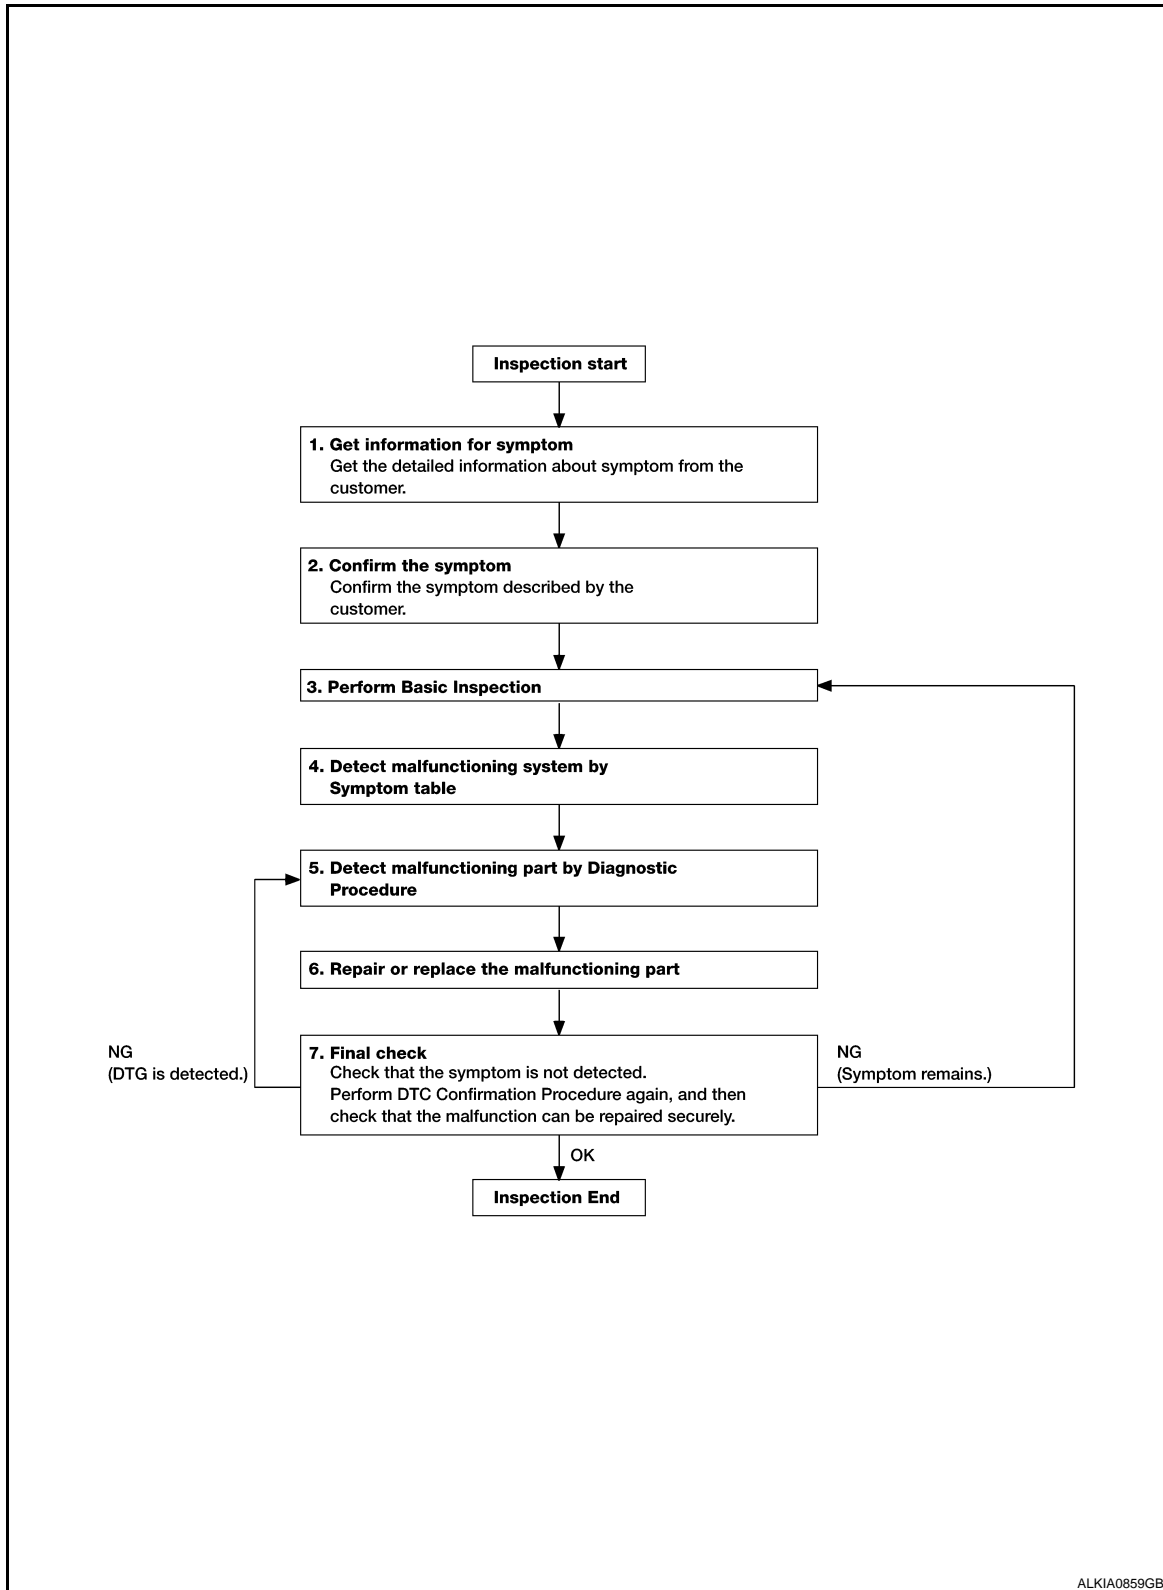 Inspection start
1. Get information for symptom
Get the detailed information about symptom from the
customer.
2. Confirm the symptom
Confirm the symptom described by the
customer.
3. Perform Basic Inspection
4. Detect malfunctioning system by
Symptom table
5. Detect malfunctioning part by Diagnostic
Procedure
6. Repair or replace the malfunctioning part
NG
(DTG is detected.)
7. Final check
Check that the symptom is not detected.
Perform DTC Confirmation Procedure again, and then
check that the malfunction can be repaired securely.
NG
(Symptom remains.)
OK
Inspection End
ALKIA0859GB